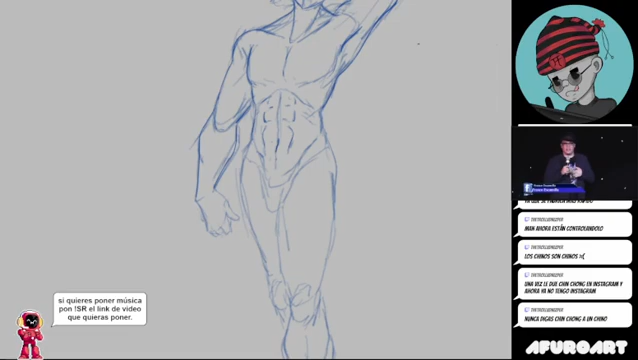 si quieres poner música
pon !SR el link de video
que quieras poner.
MAN AHORA ESTÁN CONTROLANDOLO
LOS CHINOS SON CHINOS :(
UNA VEZ LE DIJE CHIN CHONG EN INSTAGRAM Y
AHORA YA NO TENGO INSTAGRAM
NUNCA DIGAS CHIN CHONG A UN CHINO
AFUROART